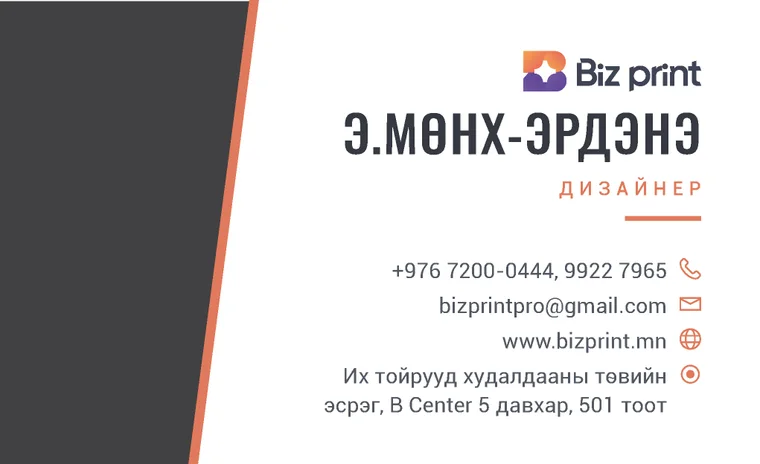 Biz print
Э.МӨНХ-ЭРДЭНЭ
ДИЗАЙНЕР
+976 7200-0444, 9922 7965
bizprintpro@gmail.com
www.bizprint.mn
Их тойрууд худалдааны төвийн
эсрэг, B Center 5 давхар, 501 тоот